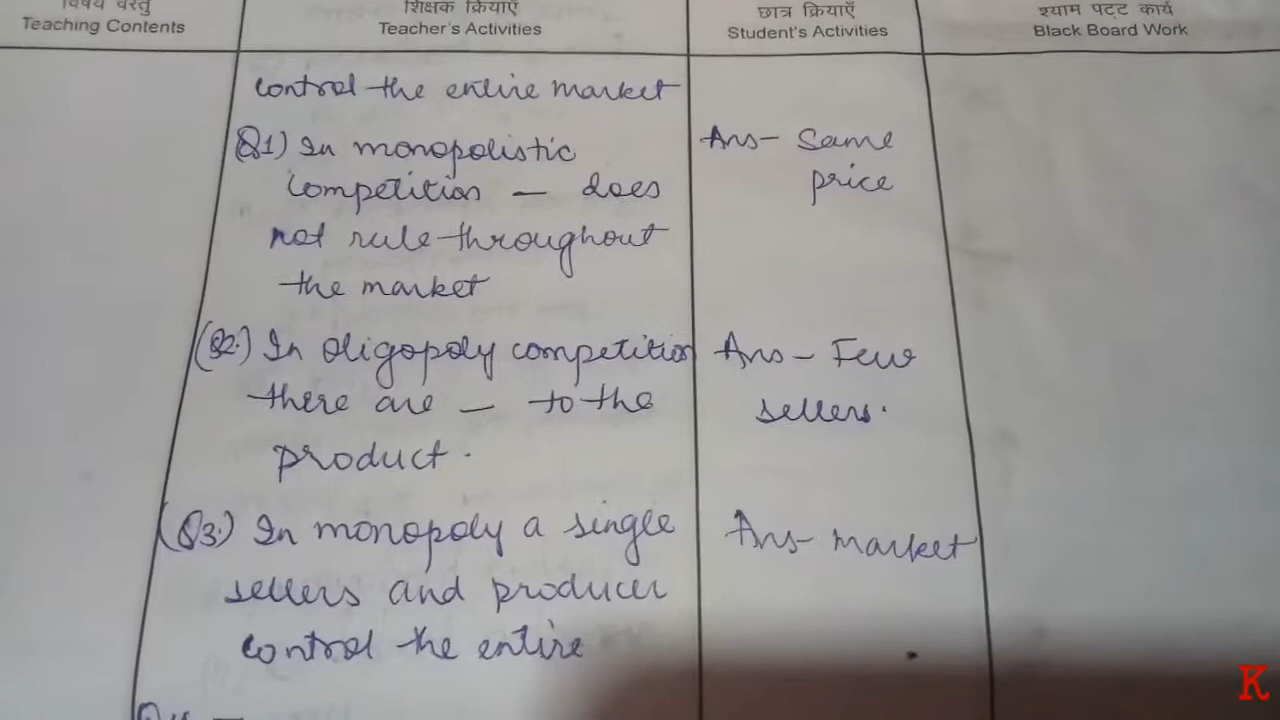 विषय वस्तु
Teaching Contents
शिक्षक क्रियाएँ
Teacher's Activities
छात्र क्रियाएँ
Student's Activities
श्याम पट्ट कार्य
Black Board Work
control the entire market
Q1) In monopolistic
competition — does
not rule throughout
the market
Ans- Same
price
(Q2.) In oligopoly competition
there are — to the
product.
Ans - Few
sellers.
(Q3.) In monopoly a single
sellers and producer
control the entire
Ans- market
K